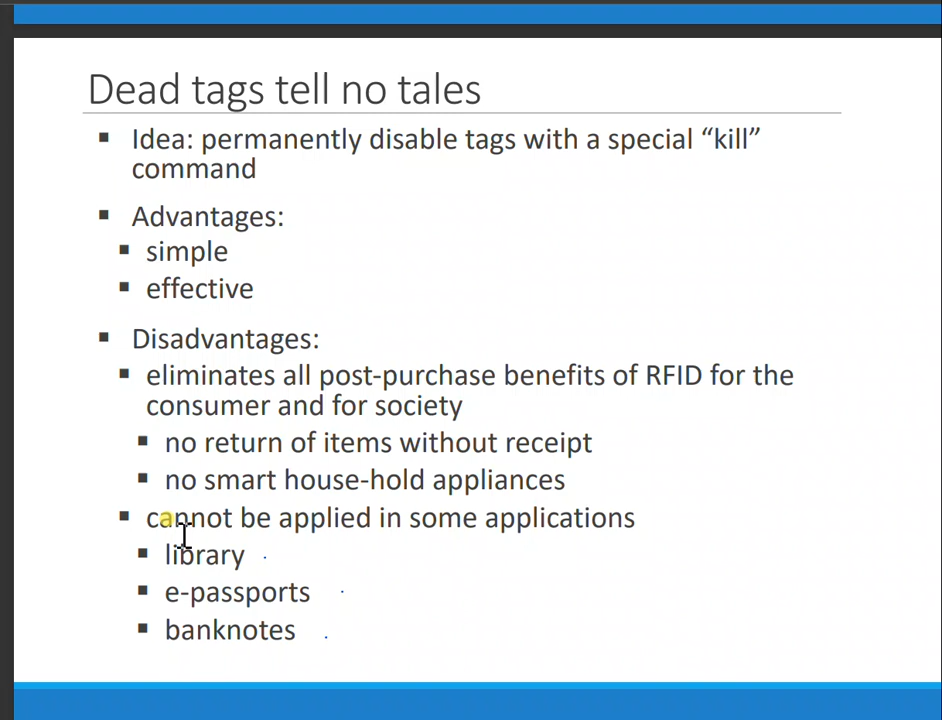 Dead tags tell no tales
▪ Idea: permanently disable tags with a special “kill”
command
▪ Advantages:
▪ simple
▪ effective
▪ Disadvantages:
▪ eliminates all post-purchase benefits of RFID for the
consumer and for society
▪ no return of items without receipt
▪ no smart house-hold appliances
▪ cannot be applied in some applications
▪ library
▪ e-passports
▪ banknotes